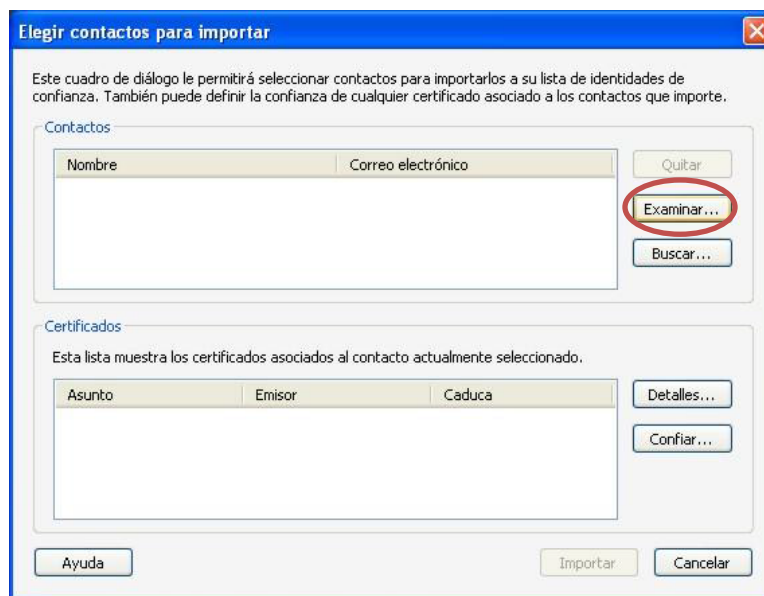 Elegir contactos para importar
Este cuadro de diálogo le permitirá seleccionar contactos para importarlos a su lista de identidades de
confianza. También puede definir la confianza de cualquier certificado asociado a los contactos que importe.
Contactos
Nombre Correo electrónico
Quitar
Examinar...
Buscar...
Certificados
Esta lista muestra los certificados asociados al contacto actualmente seleccionado.
Asunto Emisor Caduca
Detalles...
Confiar...
Ayuda Importar Cancelar